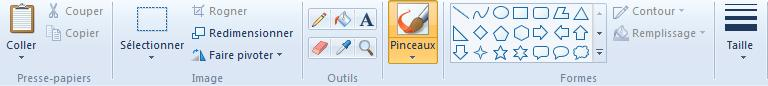 Coller
Couper
Copier
Presse-papiers
Sélectionner
Rogner
Redimensionner
Faire pivoter
Image
A
Outils
Pinceaux
Contour
Remplissage
Formes
Taille